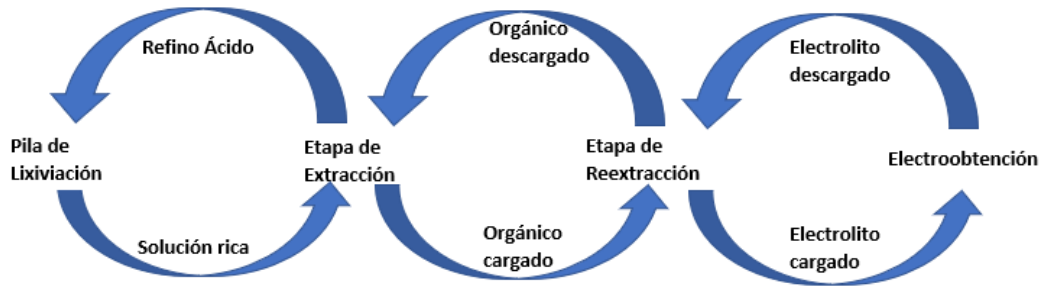 Refino Ácido
Orgánico
descargado
Electrolito
descargado
Pila de
Lixiviación
Etapa de
Extracción
Etapa de
Reextracción
Electroobtención
Solución rica
Orgánico
cargado
Electrolito
cargado